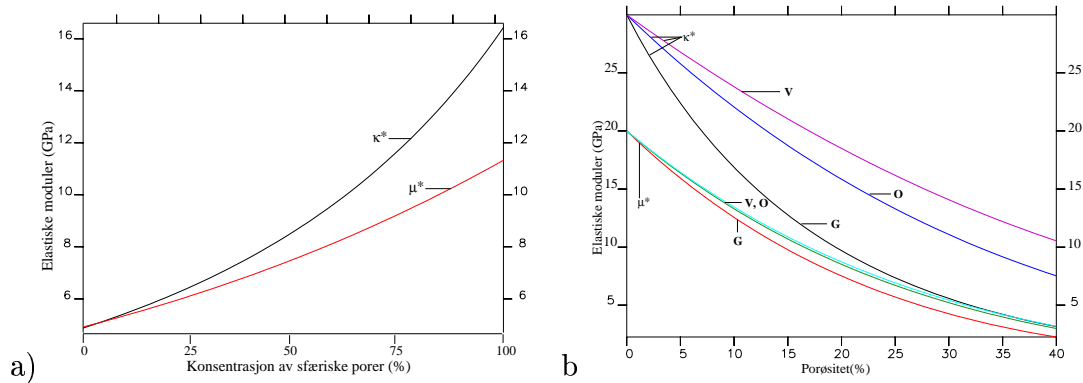 16
14
12
10
8
6
16
14
12
10
8
6
Elastiske moduler (GPa)
κ*
μ*
0
25
50
75
100
Konsentrasjon av sfæriske porer (%)
a)
25
20
15
10
5
25
20
15
10
5
Elastiske moduler (GPa)
κ*
V
O
μ*
V, O
G
G
0
5
10
15
20
25
30
35
40
Porøsitet(%)
b